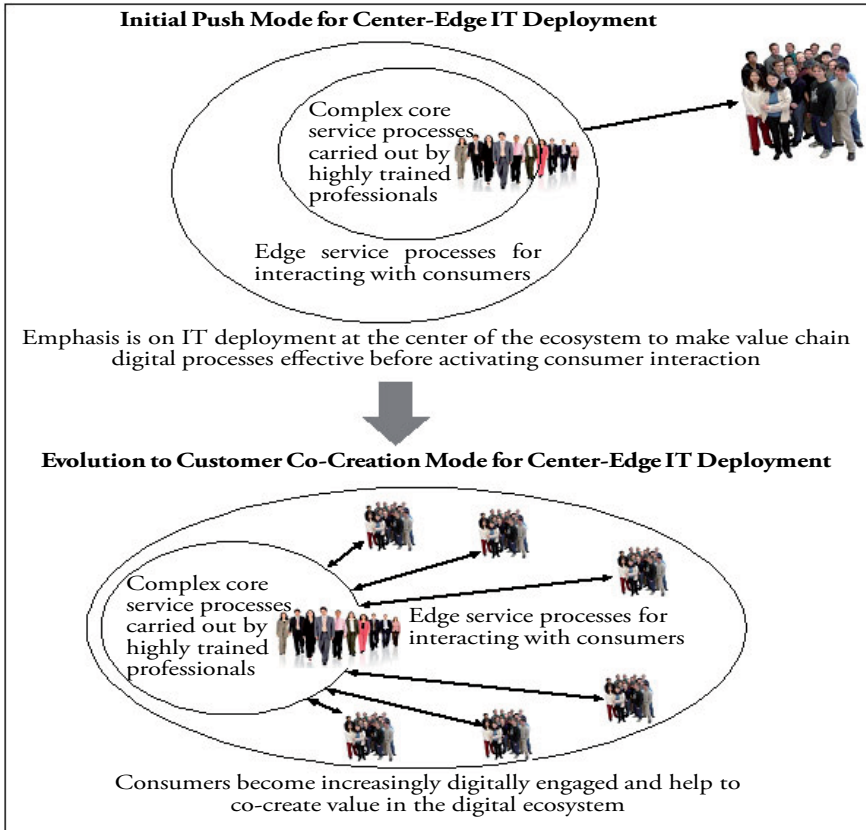 Initial Push Mode for Center-Edge IT Deployment
Complex core
service processes
carried out by
highly trained
professionals
Edge service processes for
interacting with consumers
Emphasis is on IT deployment at the center of the ecosystem to make value chain
digital processes effective before activating consumer interaction
Evolution to Customer Co-Creation Mode for Center-Edge IT Deployment
Complex core
service processes
carried out by
highly trained
professionals
Edge service processes for
interacting with consumers
Consumers become increasingly digitally engaged and help to
co-create value in the digital ecosystem